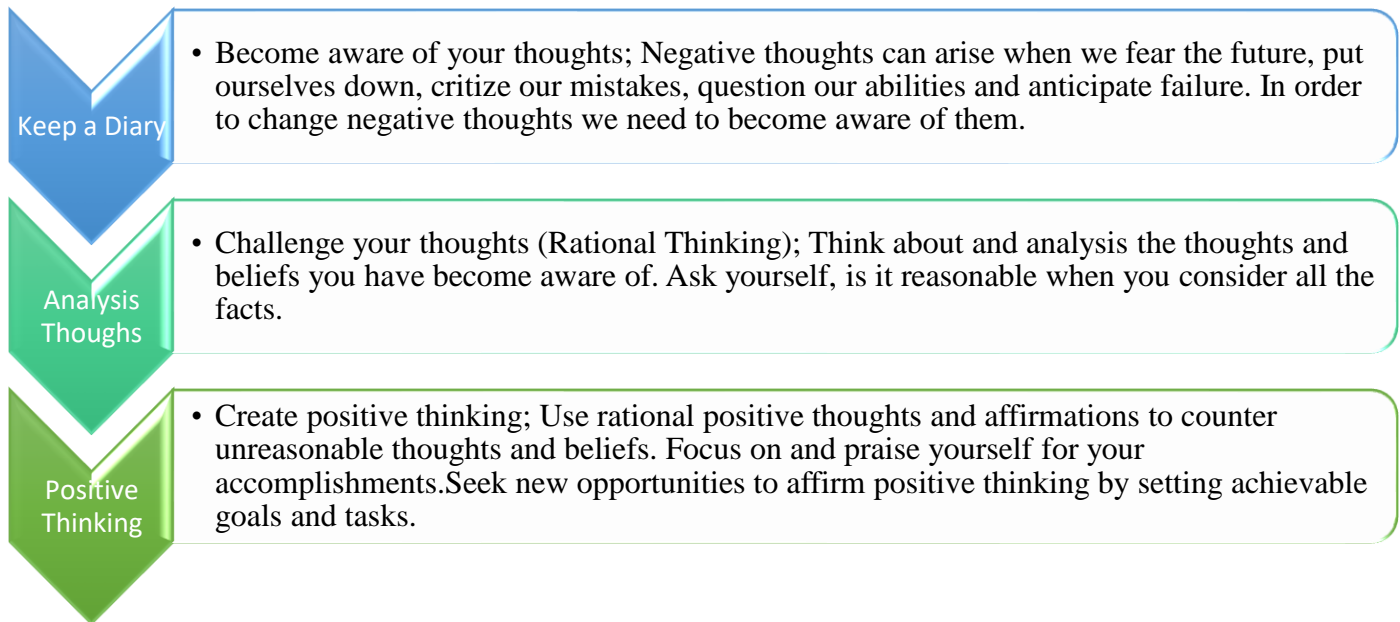 Keep a Diary
• Become aware of your thoughts; Negative thoughts can arise when we fear the future, put
ourselves down, critize our mistakes, question our abilities and anticipate failure. In order
to change negative thoughts we need to become aware of them.
Analysis
Thoughs
• Challenge your thoughts (Rational Thinking); Think about and analysis the thoughts and
beliefs you have become aware of. Ask yourself, is it reasonable when you consider all the
facts.
Positive
Thinking
• Create positive thinking; Use rational positive thoughts and affirmations to counter
unreasonable thoughts and beliefs. Focus on and praise yourself for your
accomplishments.Seek new opportunities to affirm positive thinking by setting achievable
goals and tasks.